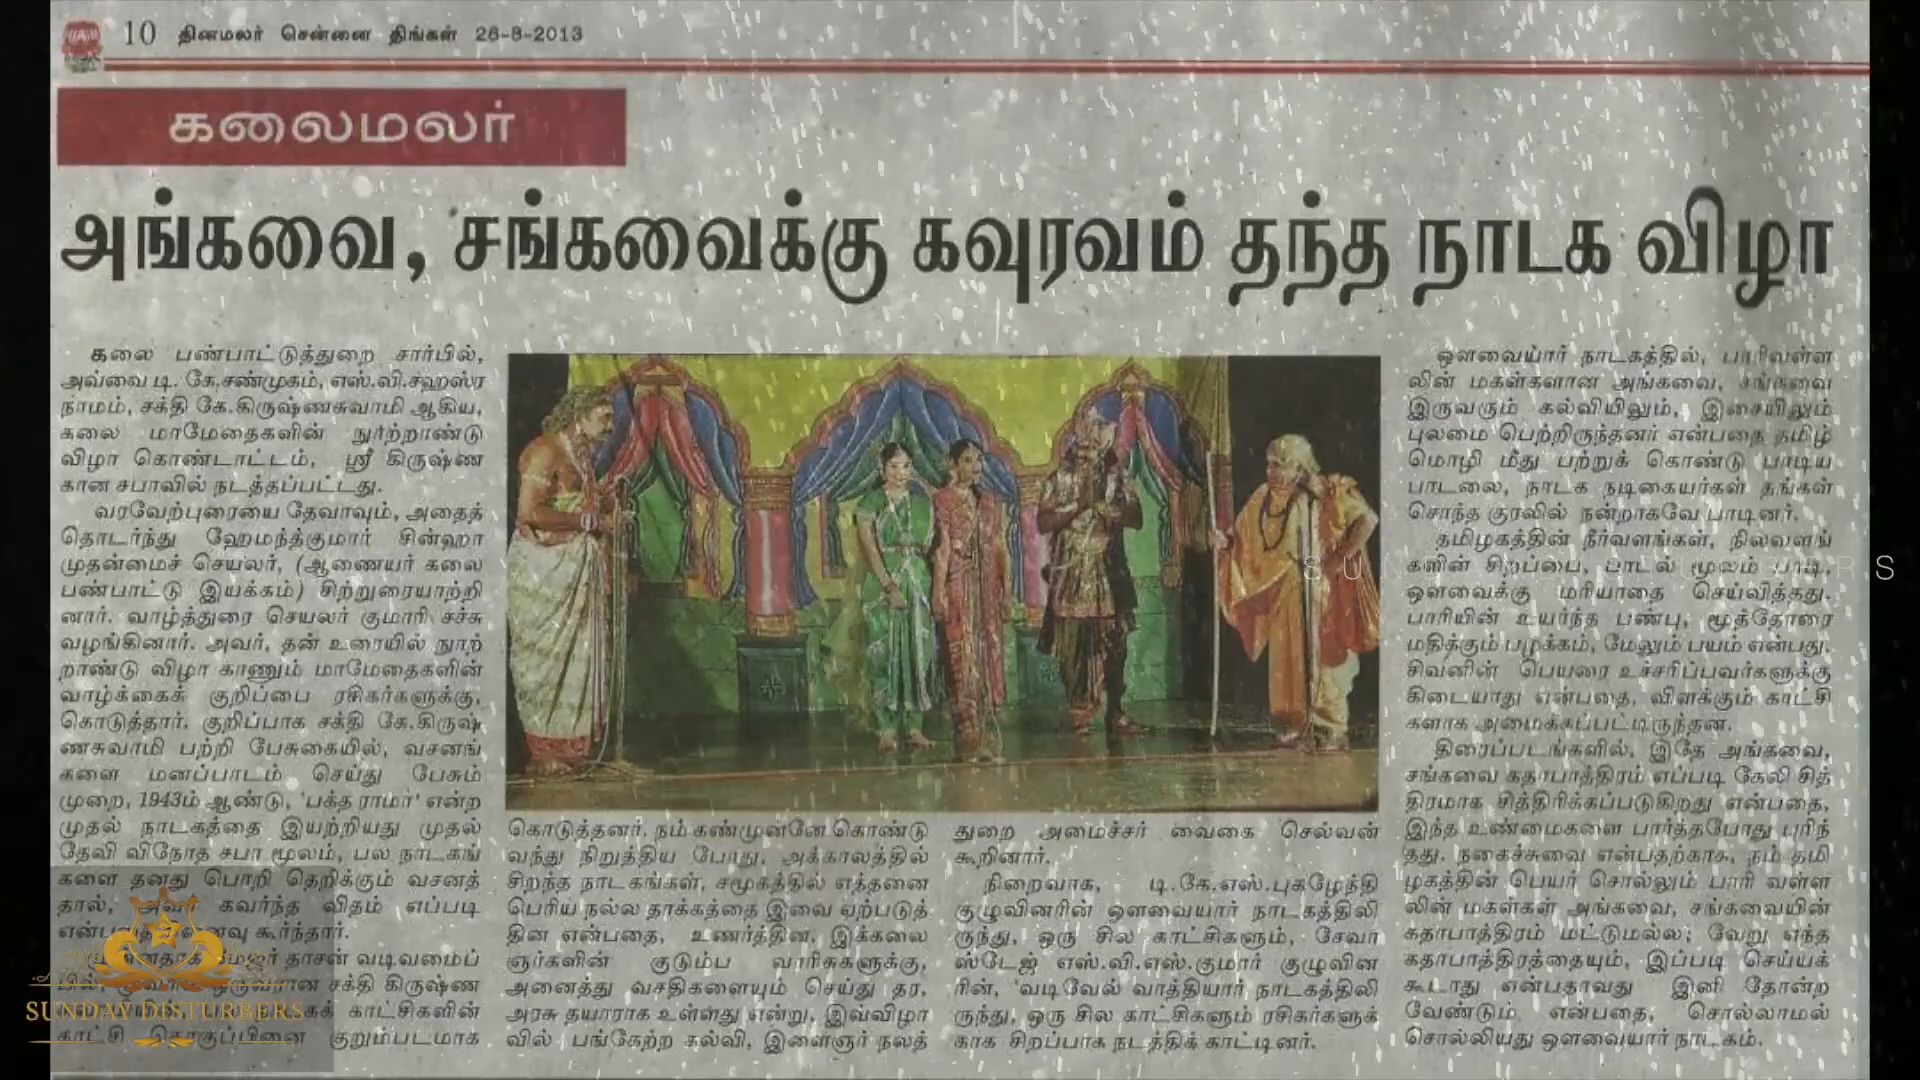 10 தினமலர் சென்னை திங்கள் 26-8-2013
கலைமலர்
அங்கவை, சங்கவைக்கு கவுரவம் தந்த நாடக விழா
கலை பண்பாட்டுத்துறை சார்பில்,
அவ்வை டி. கே.சண்முகம், எஸ்.வி.சஹஸ்ர
நாமம், சக்தி கே.கிருஷ்ணசுவாமி ஆகிய,
கலை மாமேதைகளின் நூற்றாண்டு
விழா கொண்டாட்டம், ஸ்ரீ கிருஷ்ண
கான சபாவில் நடத்தப்பட்டது.
வரவேற்புரையை தேவாவும், அதைத்
தொடர்ந்து ஹேமந்த்குமார் சின்ஹா
முதன்மைச் செயலர், (ஆணையர் கலை
பண்பாட்டு இயக்கம்) சிற்றுரையாற்றி
னார். வாழ்த்துரை செயலர் குமாரி சச்சு
வழங்கினார். அவர், தன் உரையில் நூற்
றாண்டு விழா காணும் மாமேதைகளின்
வாழ்க்கைக் குறிப்பை ரசிகர்களுக்கு,
கொடுத்தார். குறிப்பாக சக்தி கே.கிருஷ்
ணசுவாமி பற்றி பேசுகையில், வசனங்
களை மனப்பாடம் செய்து பேசும்
முறை, 1943ம் ஆண்டு, 'பக்த ராமர்' என்ற
முதல் நாடகத்தை இயற்றியது முதல்
தேவி விநோத சபா மூலம், பல நாடகங்
களை தனது பொறி தெறிக்கும் வசனத்
தால், அவர் கவர்ந்த விதம் எப்படி
கூர்ந்தார்.
தாசன் வடிவமைப்
சக்தி கிருஷ்ண
காட்சிகளின்
காட்சி தொகுப்பினை குறும்படமாக
SUNDAY DISTURBERS
கொடுத்தனர், நம் கண்முன்னே கொண்டு
வந்து நிறுத்திய போது, அக்காலத்தில்
சிறந்த நாடகங்கள், சமூகத்தில் எத்தனை
பெரிய நல்ல தாக்கத்தை இவை ஏற்படுத்
தின என்பதை, உணர்த்தின. இக்கலை
ஞர்களின் குடும்ப வாரிசுகளுக்கு,
அனைத்து வசதிகளையும் செய்து தர,
அரசு தயாராக உள்ளது என்று, இவ்விழா
வில் பங்கேற்ற கல்வி, இளைஞர் நலத்
துறை அமைச்சர் வைகை செல்வன்
கூறினார்.
நிறைவாக, டி.கே.எஸ்.புகழேந்தி
குழுவினரின் ஔவையார் நாடகத்திலி
ருந்து, ஒரு சில காட்சிகளும், சேவா
ஸ்டேஜ் எஸ்.வி.எஸ்.குமார் குழுவின
ரின், 'வடிவேல் வாத்தியார் நாடகத்திலி
ருந்து, ஒரு சில காட்சிகளும் ரசிகர்களுக்
காக சிறப்பாக நடத்திக் காட்டினர்.
ஔவையார் நாடகத்தில், பாரிவள்ள
லின் மகள்களான அங்கவை, சங்கவை
இருவரும் கல்வியிலும், இசையிலும்
புலமை பெற்றிருந்தனர் என்பதை தமிழ்
மொழி மீது பற்றுக் கொண்டு பாடிய
பாடலை, நாடக நடிகையர்கள் தங்கள்
சொந்த குரலில் நன்றாகவே பாடினர்.
தமிழகத்தின் நீர்வளங்கள், நிலவளங்
களின் சிறப்பை, பாடல் மூலம் பாடி,
ஔவைக்கு மரியாதை செய்வித்தது.
பாரியின் உயர்ந்த பண்பு, மூத்தோரை
மதிக்கும் பழக்கம், மேலும் பயம் என்பது.
சிவனின் பெயரை உச்சரிப்பவர்களுக்கு
கிடையாது என்பதை, விளக்கும் காட்சி
களாக அமைக்கப்பட்டிருந்தன.
திரைப்படங்களில், இதே அங்கவை,
சங்கவை கதாபாத்திரம் எப்படி கேலி சித்
திரமாக சித்திரிக்கப்படுகிறது என்பதை,
இந்த உண்மைகளை பார்த்தபோது புரிந்
தது. நகைச்சுவை என்பதற்காக, நம் தமி
ழகத்தின் பெயர் சொல்லும் பாரி வள்ள
லின் மகள்கள் அங்கவை, சங்கவையின்
கதாபாத்திரம் மட்டுமல்ல; வேறு எந்த
கதாபாத்திரத்தையும், இப்படி செய்யக்
கூடாது என்பதாவது இனி தோன்ற
வேண்டும் என்பதை, சொல்லாமல்
சொல்லியது ஔவையார் நாடகம்.